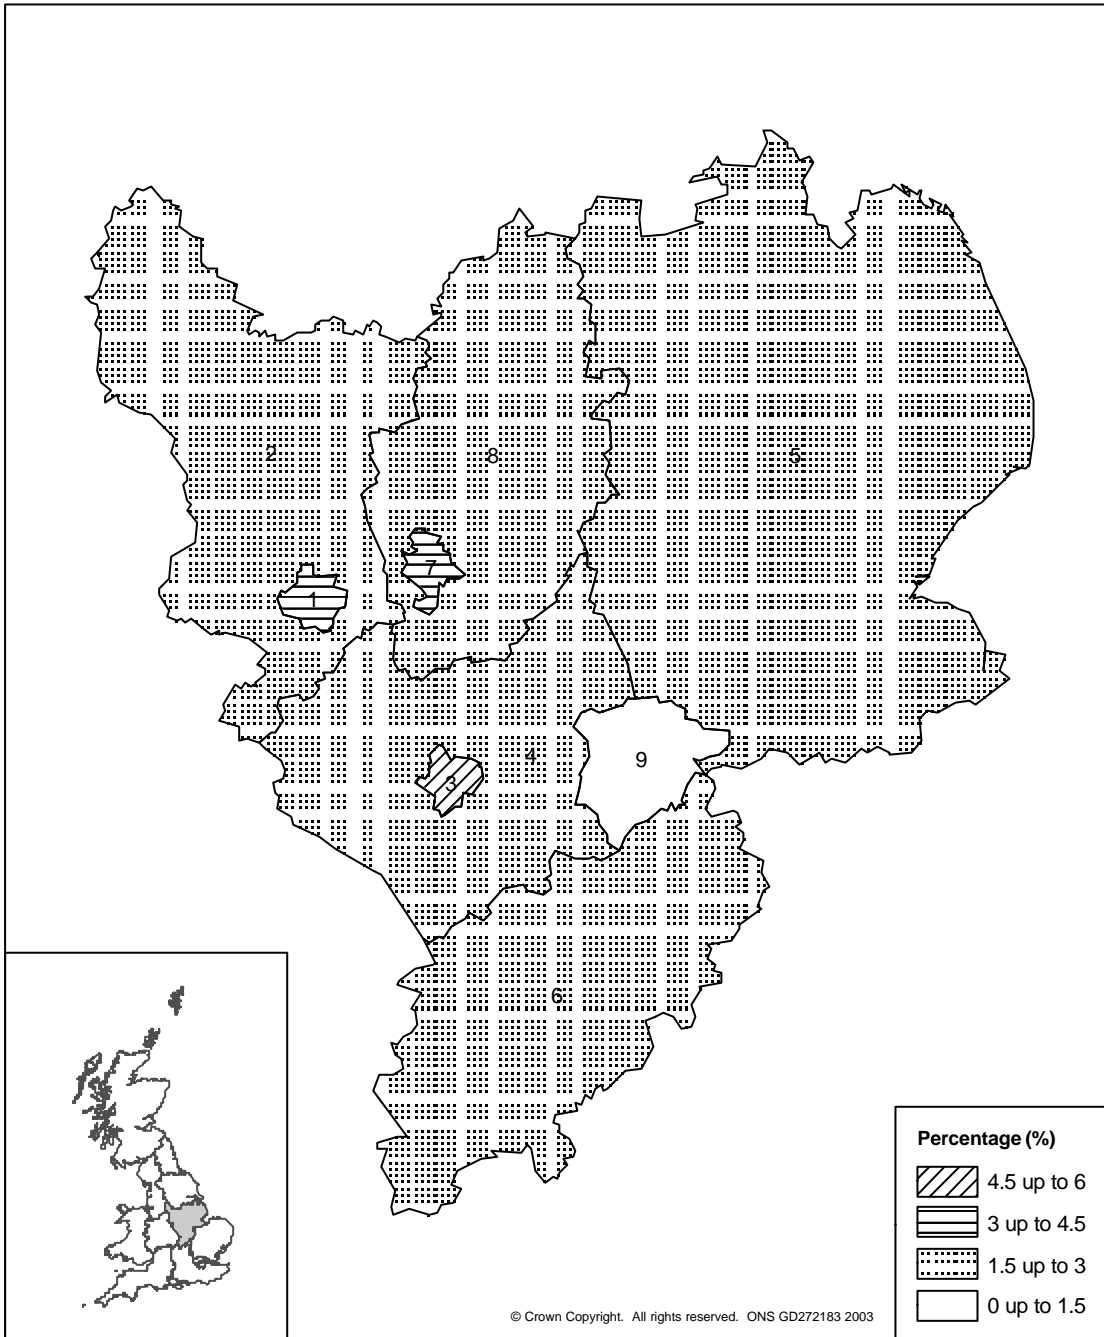 2
8
5
7
1
4
9
3
6
Percentage (%)
4.5 up to 6
3 up to 4.5
1.5 up to 3
0 up to 1.5
© Crown Copyright. All rights reserved. ONS GD272183 2003